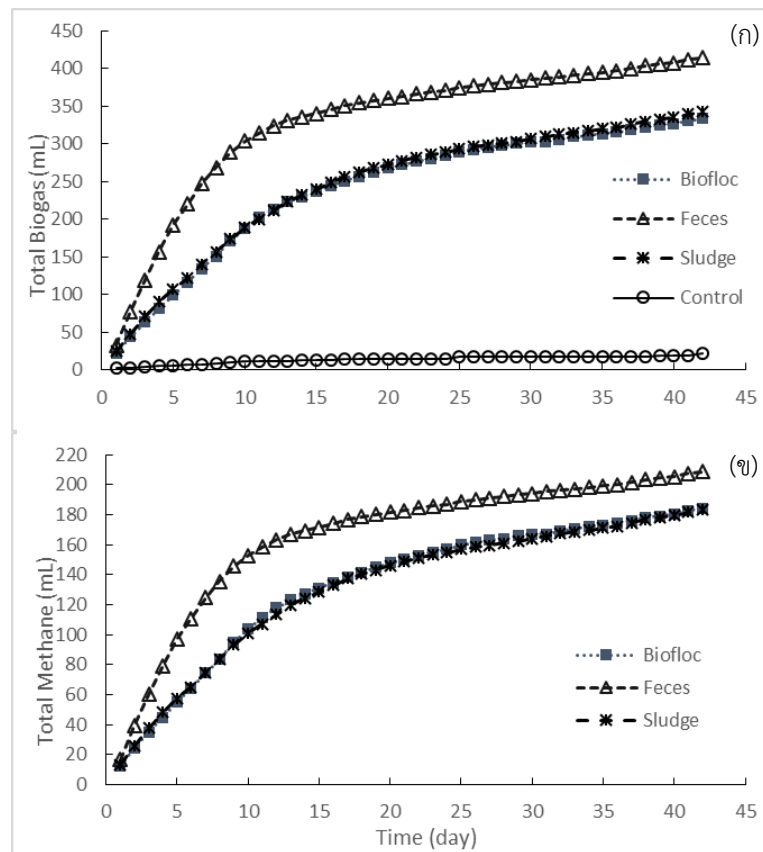 (ก)
450
400
350
300
250
200
150
100
50
0
Total Biogas (mL)
Biofloc
Feces
Sludge
Control
0 5 10 15 20 25 30 35 40 45
(ข)
220
200
180
160
140
120
100
80
60
40
20
0
Total Methane (mL)
Biofloc
Feces
Sludge
0 5 10 15 20 25 30 35 40 45
Time (day)